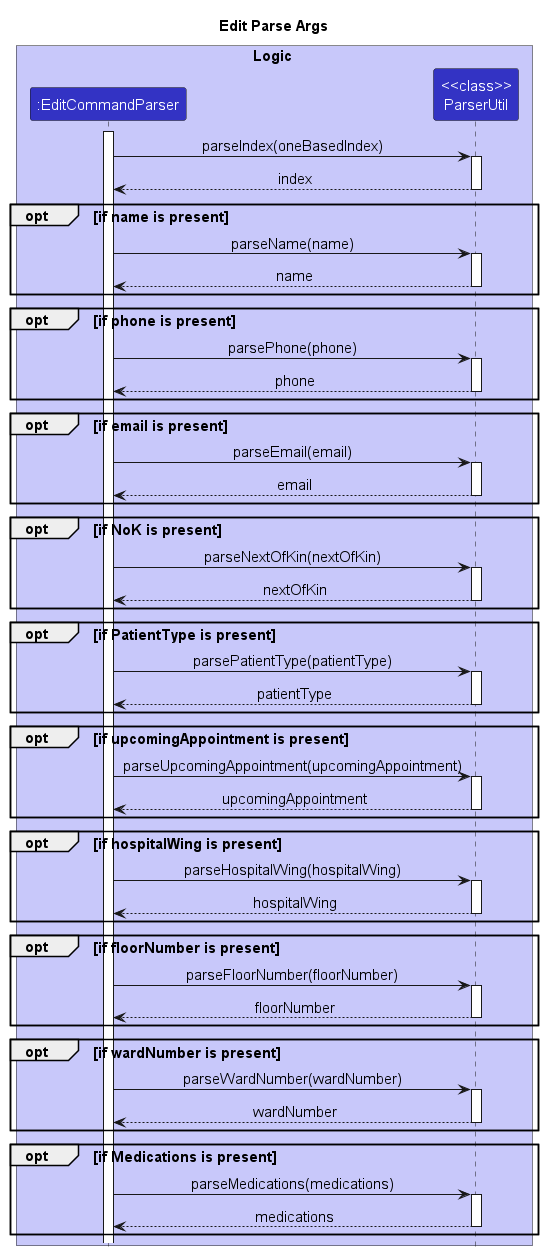 Edit Parse Args
Logic
:EditCommandParser
<<class>>
ParserUtil
parseIndex(oneBasedIndex)
index
opt [if name is present]
parseName(name)
name
opt [if phone is present]
parsePhone(phone)
phone
opt [if email is present]
parseEmail(email)
email
opt [if NoK is present]
parseNextOfKin(nextOfKin)
nextOfKin
opt [if PatientType is present]
parsePatientType(patientType)
patientType
opt [if upcomingAppointment is present]
parseUpcomingAppointment(upcomingAppointment)
upcomingAppointment
opt [if hospitalWing is present]
parseHospitalWing(hospitalWing)
hospitalWing
opt [if floorNumber is present]
parseFloorNumber(floorNumber)
floorNumber
opt [if wardNumber is present]
parseWardNumber(wardNumber)
wardNumber
opt [if Medications is present]
parseMedications(medications)
medications